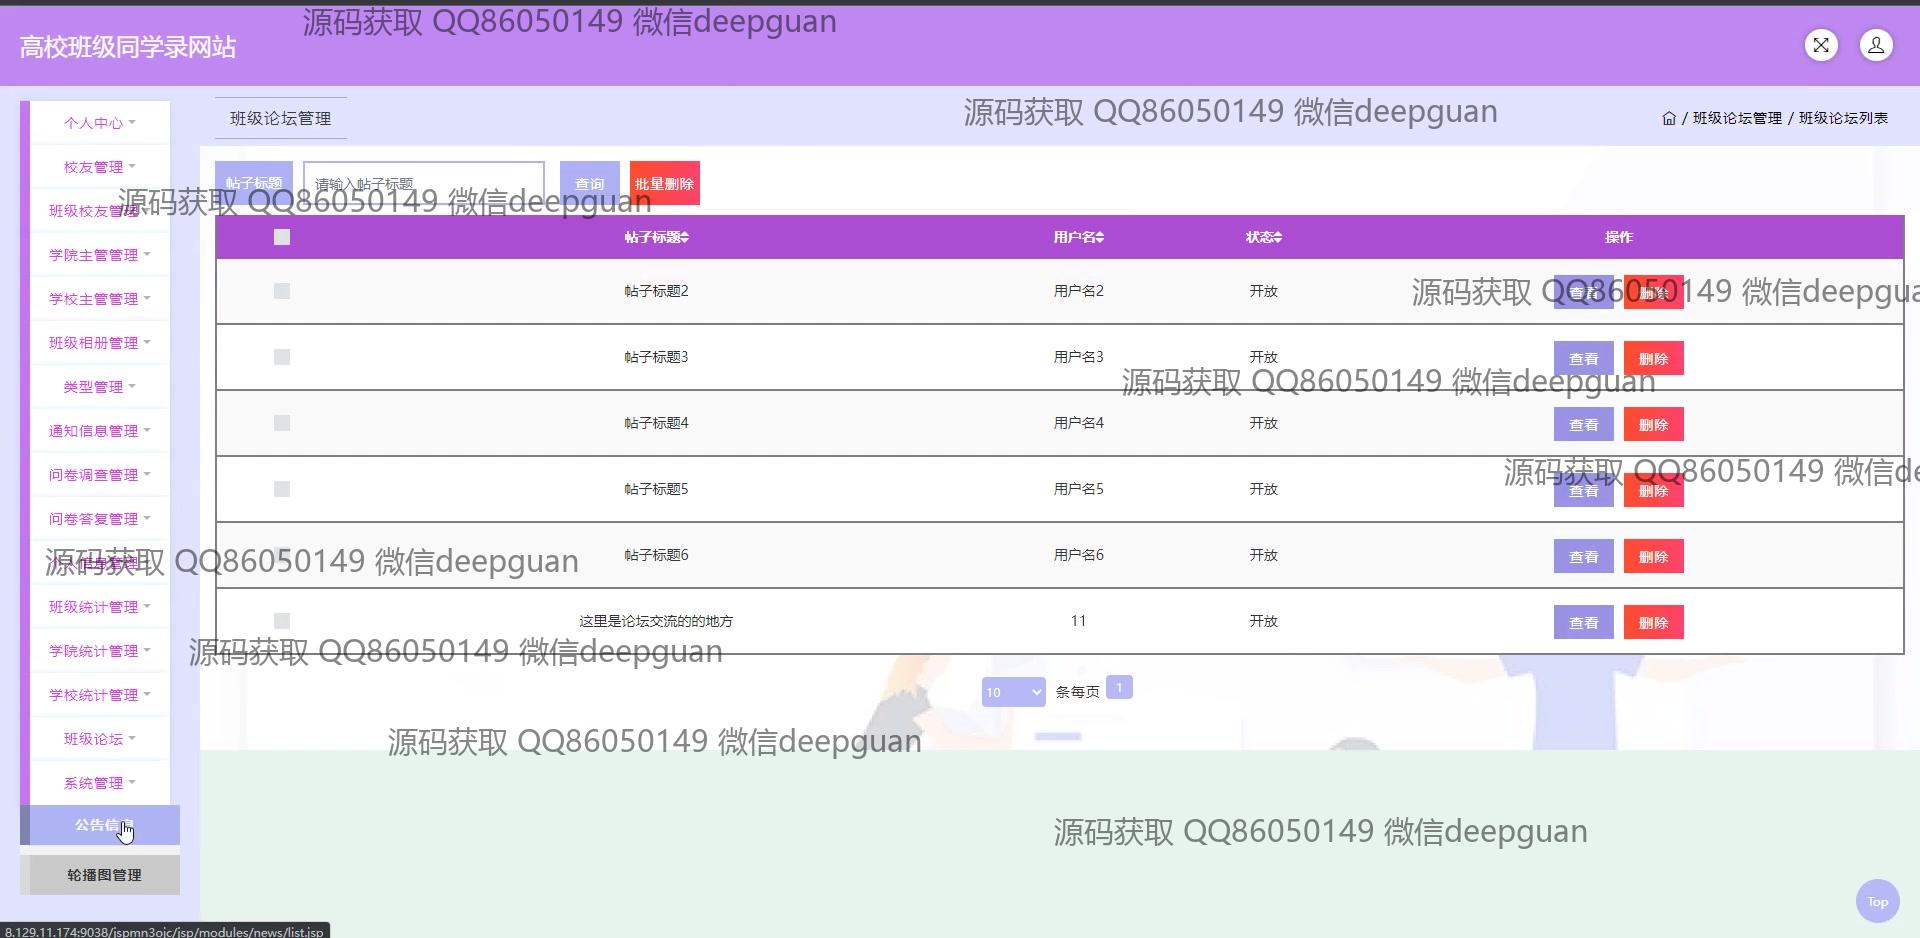 源码获取 QQ86050149 微信deepguan
高校班级同学录网站
个人中心
校友管理
班级校友管理
学院主管管理
学校主管管理
班级相册管理
类型管理
通知信息管理
问卷调查管理
问卷答复管理
个人信息管理
班级统计管理
学院统计管理
学校统计管理
班级论坛
系统管理
公告信息
轮播图管理
班级论坛管理
源码获取 QQ86050149 微信deepguan
/ 班级论坛管理 / 班级论坛列表
帖子标题 请输入帖子标题 查询 批量删除
源码获取 QQ86050149 微信deepguan
帖子标题 用户名 状态 操作
帖子标题2 用户名2 开放 查看 删除
源码获取 QQ86050149 微信deepgua
帖子标题3 用户名3 开放 查看 删除
源码获取 QQ86050149 微信deepguan
帖子标题4 用户名4 开放 查看 删除
帖子标题5 用户名5 开放 查看 删除
源码获取 QQ86050149 微信de
帖子标题6 用户名6 开放 查看 删除
源码获取 QQ86050149 微信deepguan
这里是论坛交流的的地方 11 开放 查看 删除
源码获取 QQ86050149 微信deepguan
10 条每页 1
源码获取 QQ86050149 微信deepguan
源码获取 QQ86050149 微信deepguan
Top
8.129.11.174:9038/jspmn3ojc/jsp/modules/news/list.jsp